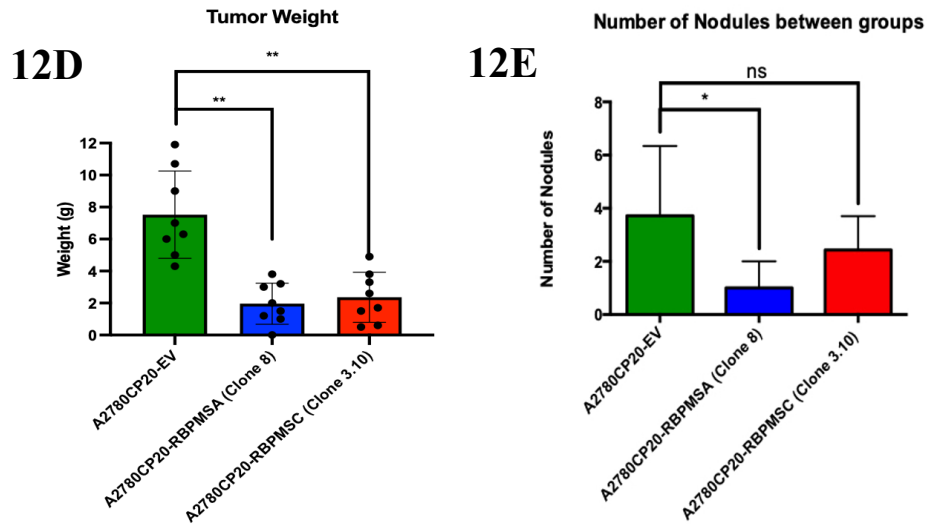 Tumor Weight
12D
**
**
Weight (g)
12
10
8
6
4
2
0
A2780CP20-EV
A2780CP20-RBPMSA (Clone 8)
A2780CP20-RBPMSC (Clone 3.10)
Number of Nodules between groups
12E
ns
*
Number of Nodules
8
6
4
2
0
A2780CP20-EV
A2780CP20-RBPMSA (Clone 8)
A2780CP20-RBPMSC (Clone 3.10)